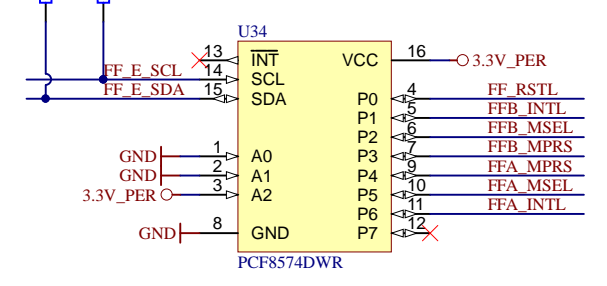 U34
13 INT VCC 16 3.3V_PER
FF_E_SCL 14 SCL
FF_E_SDA 15 SDA P0 4 FF_RSTL
P1 5 FFB_INTL
P2 6 FFB_MSEL
GND 1 A0 P3 7 FFB_MPRS
GND 2 A1 P4 9 FFA_MPRS
3.3V_PER 3 A2 P5 10 FFA_MSEL
P6 11 FFA_INTL
GND 8 GND P7 12
PCF8574DWR